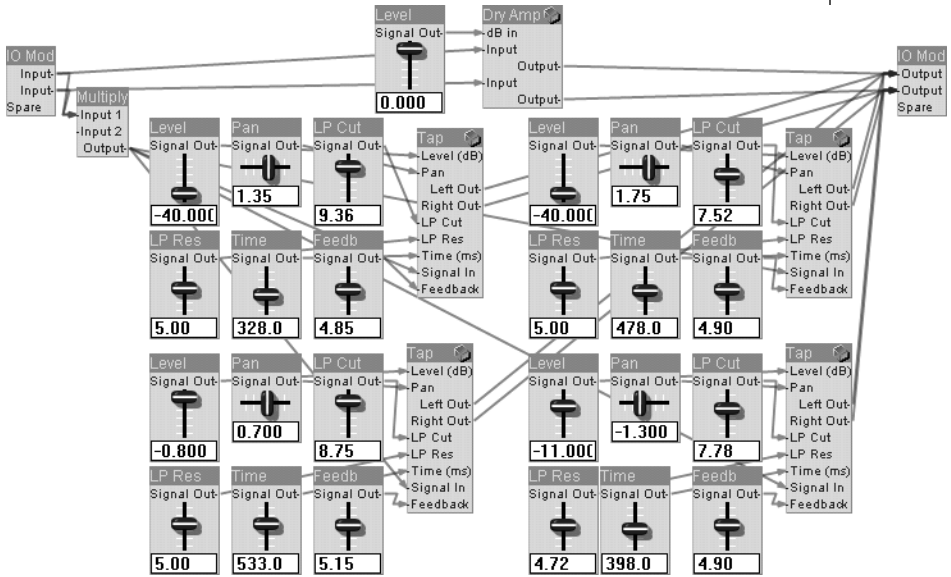 Level
Signal Out
0.000
Dry Amp
dB in
Input
Output
Input
Output
IO Mod
Input
Input
Spare
IO Mod
Output
Output
Spare
Multiply
Input 1
Input 2
Output
Level
Signal Out
-40.000
Pan
Signal Out
1.35
LP Cut
Signal Out
9.36
Tap
Level (dB)
Pan
Left Out
Right Out
LP Cut
LP Res
Time (ms)
Signal In
Feedback
LP Res
Signal Out
5.00
Time
Signal Out
328.0
Feedb
Signal Out
4.85
Level
Signal Out
-40.000
Pan
Signal Out
1.75
LP Cut
Signal Out
7.52
Tap
Level (dB)
Pan
Left Out
Right Out
LP Cut
LP Res
Time (ms)
Signal In
Feedback
LP Res
Signal Out
5.00
Time
Signal Out
478.0
Feedb
Signal Out
4.90
Level
Signal Out
-0.800
Pan
Signal Out
0.700
LP Cut
Signal Out
8.75
Tap
Level (dB)
Pan
Left Out
Right Out
LP Cut
LP Res
Time (ms)
Signal In
Feedback
LP Res
Signal Out
5.00
Time
Signal Out
533.0
Feedb
Signal Out
5.15
Level
Signal Out
-11.000
Pan
Signal Out
-1.300
LP Cut
Signal Out
7.78
Tap
Level (dB)
Pan
Left Out
Right Out
LP Cut
LP Res
Time (ms)
Signal In
Feedback
LP Res
Signal Out
4.72
Time
Signal Out
398.0
Feedb
Signal Out
4.90